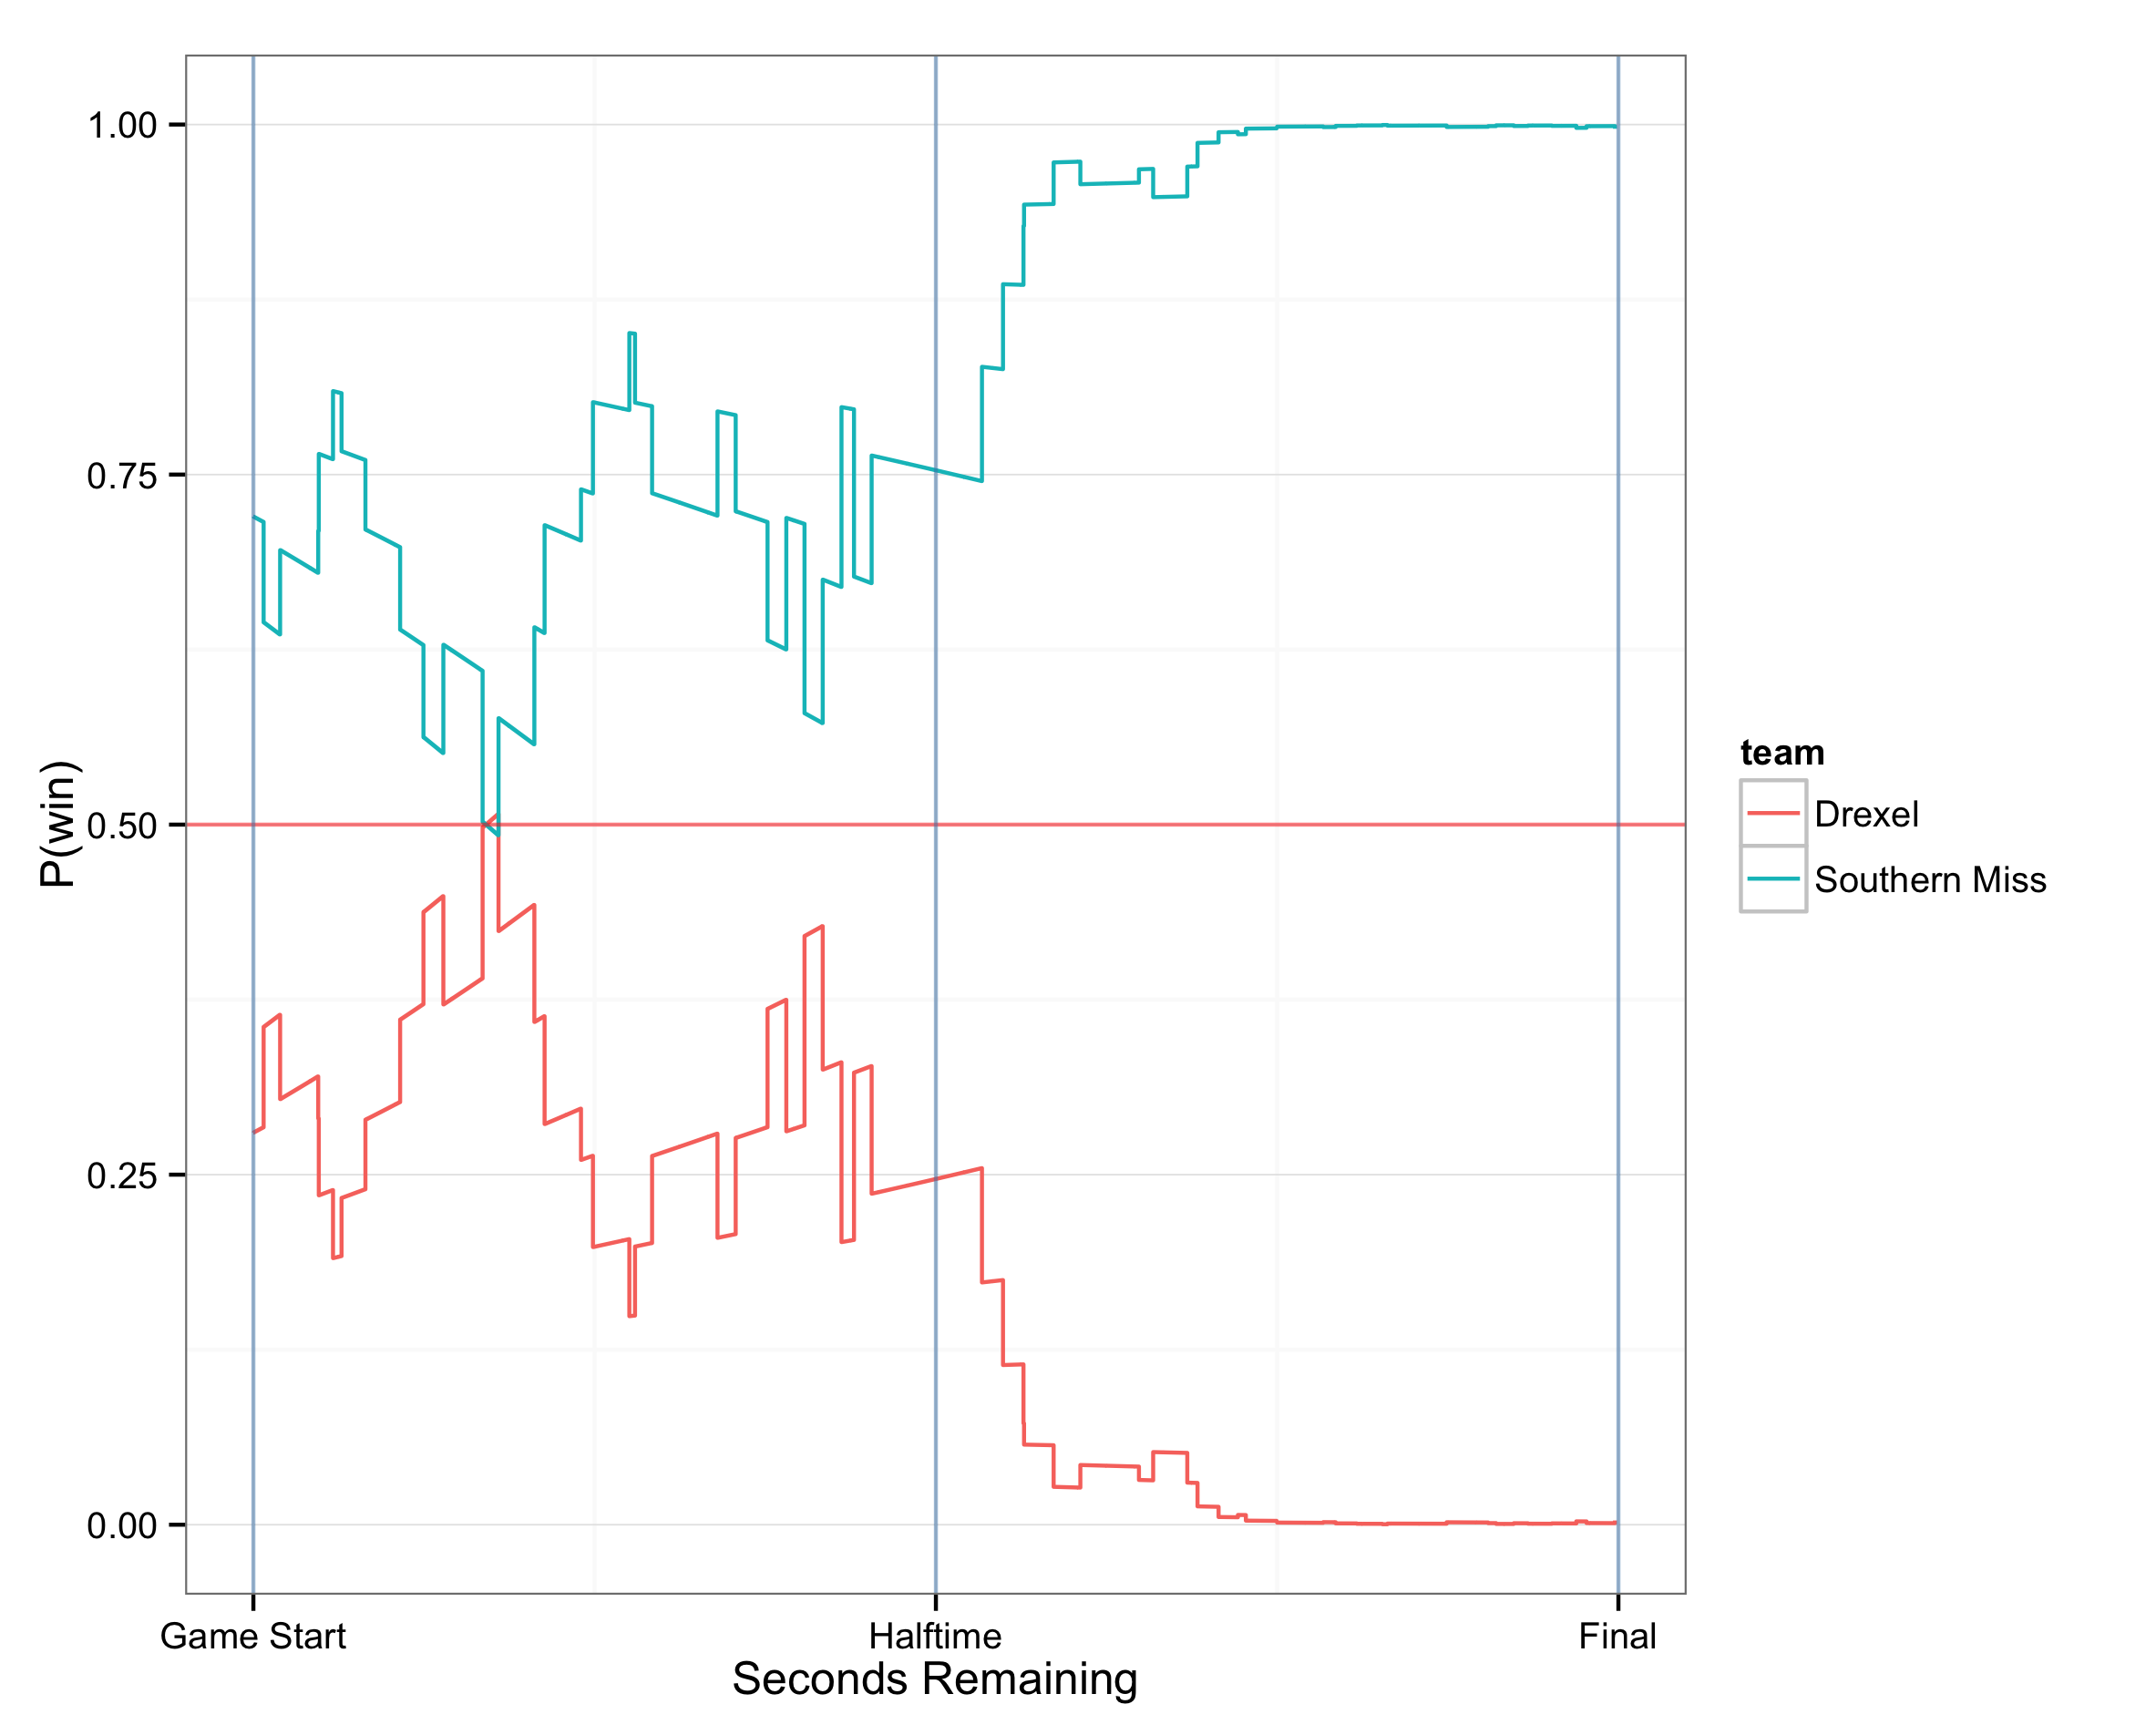 1.00
0.75
0.50
0.25
0.00
P(win)
Game Start
Halftime
Final
Seconds Remaining
team
Drexel
Southern Miss